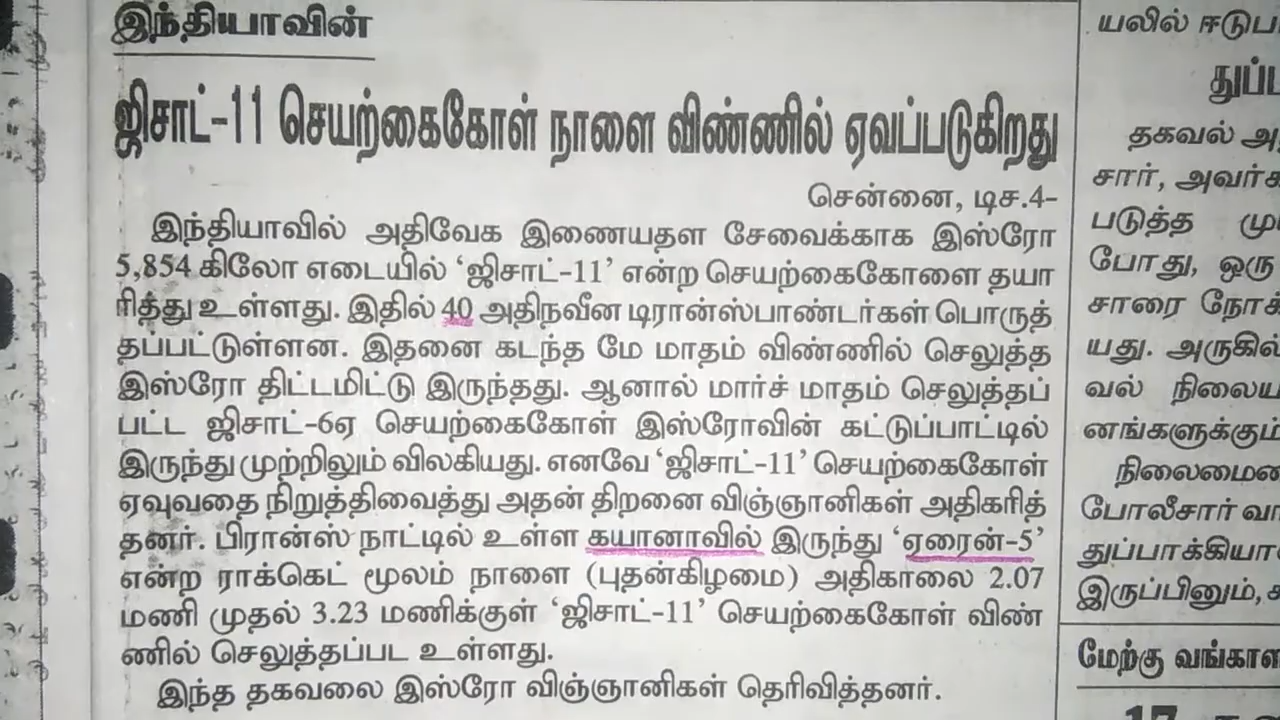 இந்தியாவின்
ஜிசாட்-11 செயற்கைகோள் நாளை விண்ணில் ஏவப்படுகிறது
சென்னை, டிச.4-
இந்தியாவில் அதிவேக இணையதள சேவைக்காக இஸ்ரோ
5,854 கிலோ எடையில் ‘ஜிசாட்-11’ என்ற செயற்கைகோளை தயா
ரித்து உள்ளது. இதில் 40 அதிநவீன டிரான்ஸ்பாண்டர்கள் பொருத்
தப்பட்டுள்ளன. இதனை கடந்த மே மாதம் விண்ணில் செலுத்த
இஸ்ரோ திட்டமிட்டு இருந்தது. ஆனால் மார்ச் மாதம் செலுத்தப்
பட்ட ஜிசாட்-6ஏ செயற்கைகோள் இஸ்ரோவின் கட்டுப்பாட்டில்
இருந்து முற்றிலும் விலகியது. எனவே ‘ஜிசாட்-11’ செயற்கைகோள்
ஏவுவதை நிறுத்திவைத்து அதன் திறனை விஞ்ஞானிகள் அதிகரித்
தனர். பிரான்ஸ் நாட்டில் உள்ள கயானாவில் இருந்து ‘ஏரைன்-5’
என்ற ராக்கெட் மூலம் நாளை (புதன்கிழமை) அதிகாலை 2.07
மணி முதல் 3.23 மணிக்குள் ‘ஜிசாட்-11’ செயற்கைகோள் விண்
ணில் செலுத்தப்பட உள்ளது.
இந்த தகவலை இஸ்ரோ விஞ்ஞானிகள் தெரிவித்தனர்.
யலில் ஈடுப
துப்ப
தகவல் அ
சார், அவர்க
படுத்த மு
போது, ஒரு
சாரை நோக்
யது. அருகில்
வல் நிலைய
னங்களுக்கும்
நிலைமை
போலீசார் வா
துப்பாக்கியா
இருப்பினும்,
மேற்கு வங்கா
17